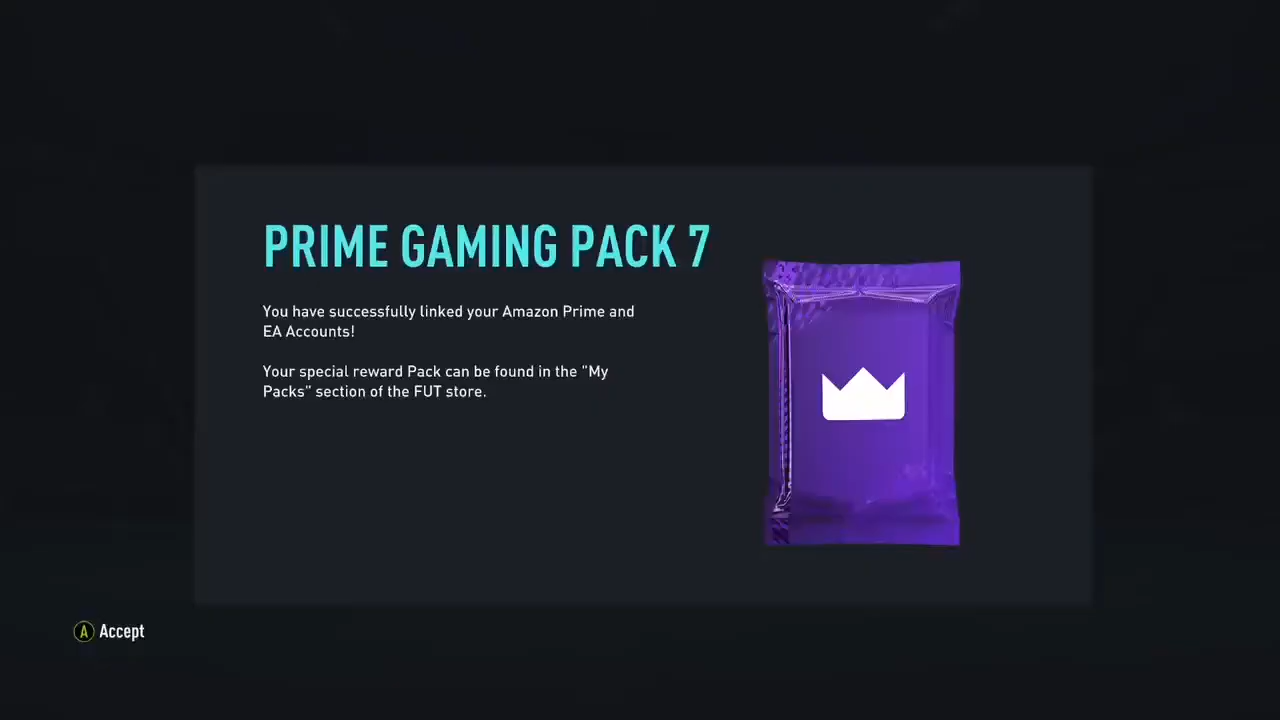 PRIME GAMING PACK 7
You have successfully linked your Amazon Prime and
EA Accounts!
Your special reward Pack can be found in the "My
Packs" section of the FUT store.
A Accept